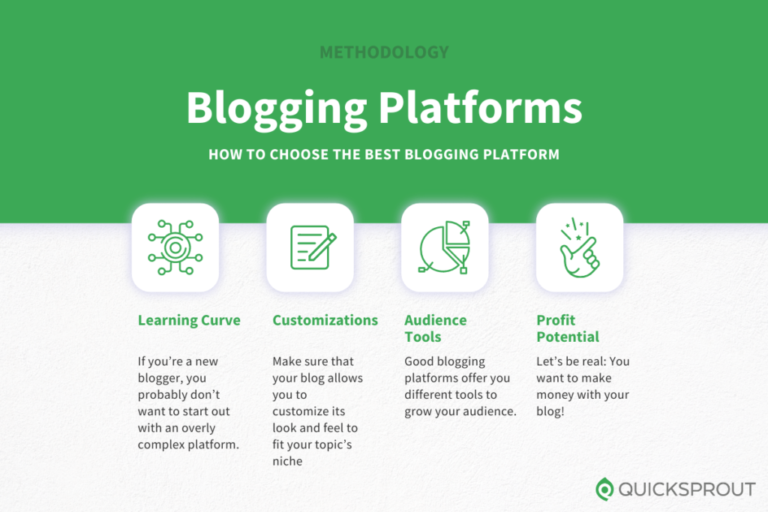 METHODOLOGY
Blogging Platforms
HOW TO CHOOSE THE BEST BLOGGING PLATFORM
Learning Curve
If you're a new
blogger, you
probably don't
want to start out
with an overly
complex platform.
Customizations
Make sure that
your blog allows
you to
customize its
look and feel to
fit your topic's
niche
Audience
Tools
Good blogging
platforms offer you
different tools to
grow your audience.
Profit
Potential
Let's be real: You
want to make
money with your
blog!
QUICKSPROUT